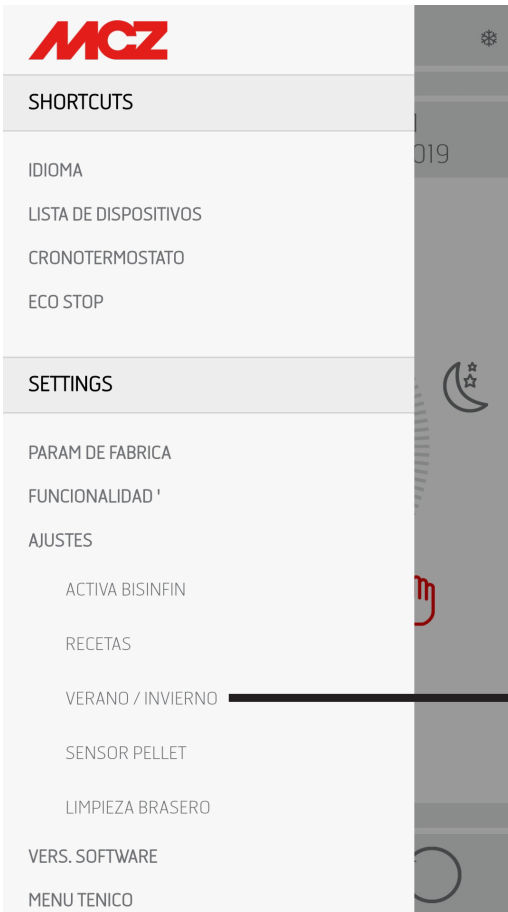 MCZ
SHORTCUTS
019
IDIOMA
LISTA DE DISPOSITIVOS
CRONOTERMOSTATO
ECO STOP
SETTINGS
PARAM DE FABRICA
FUNCIONALIDAD '
AJUSTES
ACTIVA BISINFIN
RECETAS
VERANO / INVIERNO
SENSOR PELLET
LIMPIEZA BRASERO
VERS. SOFTWARE
MENU TENICO